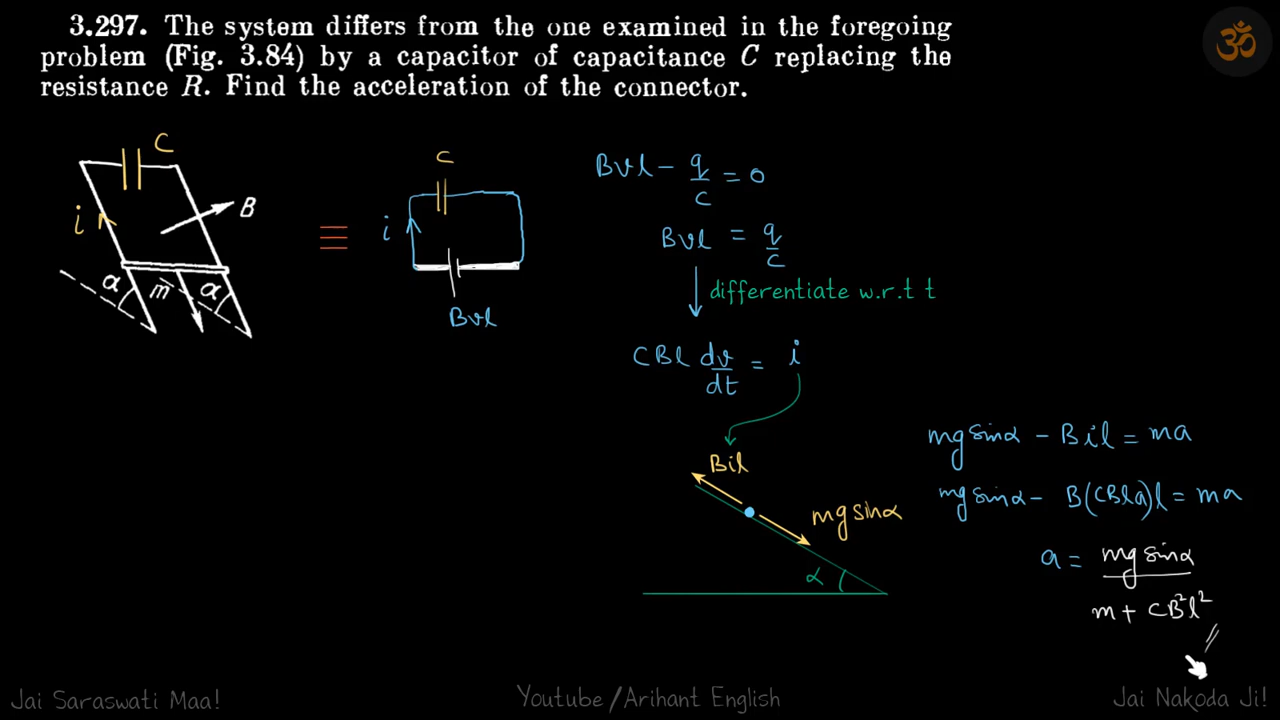 3.297. The system differs from the one examined in the foregoing
problem (Fig. 3.84) by a capacitor of capacitance C replacing the
resistance R. Find the acceleration of the connector.
ॐ
C
i
B
α
m
α
≡
C
i
Bvl
Bvl - q/c = 0
Bvl = q/c
differentiate w.r.t t
CBl dv/dt = i
Bil
mg sinα
α
mg sinα - Bil = ma
mg sinα - B(CBla)l = ma
a = mg sinα / m + CB²l²
Jai Saraswati Maa!
Youtube/Arihant English
Jai Nakoda Ji!